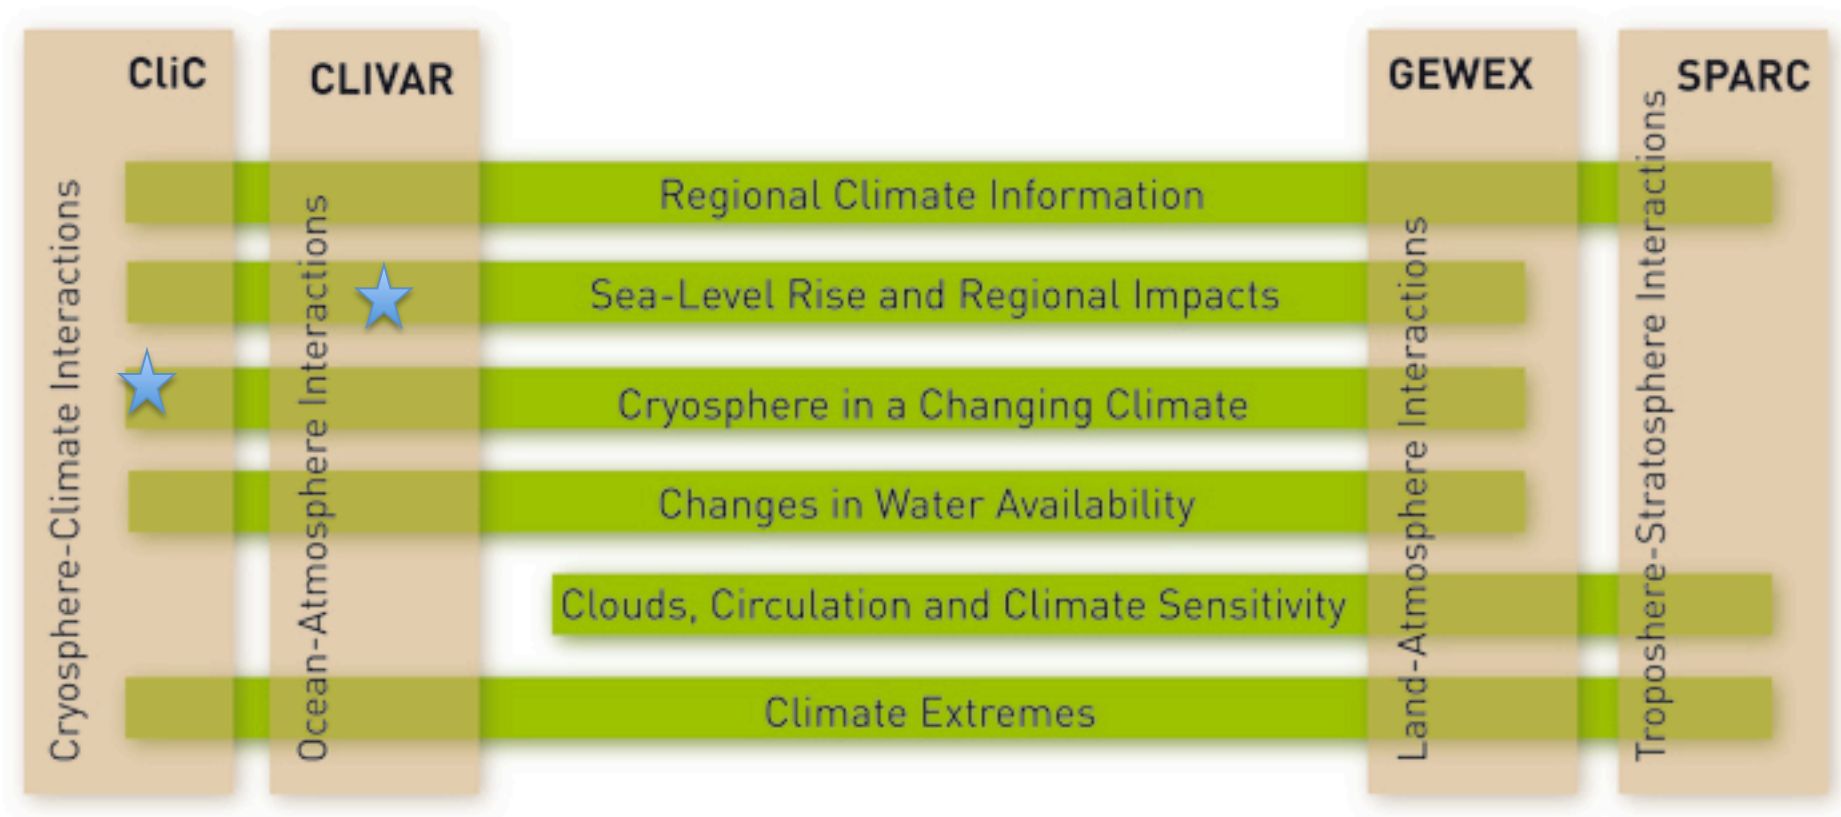 CliC
CLIVAR
GEWEX
SPARC
Cryosphere-Climate Interactions
Ocean-Atmosphere Interactions
Regional Climate Information
Sea-Level Rise and Regional Impacts
Cryosphere in a Changing Climate
Changes in Water Availability
Clouds, Circulation and Climate Sensitivity
Climate Extremes
Land-Atmosphere Interactions
Troposhere-Stratosphere Interactions